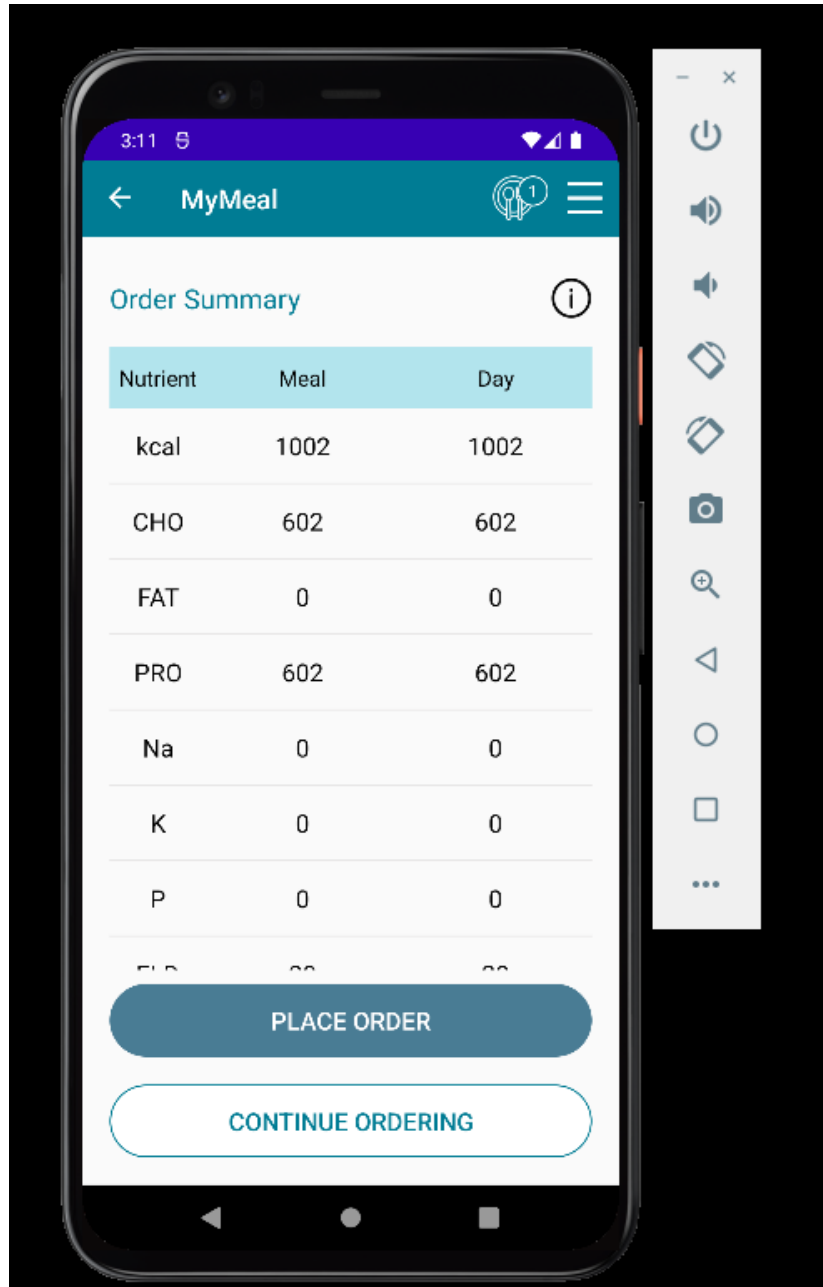 3:11
MyMeal
1
Order Summary
Nutrient Meal Day
kcal 1002 1002
CHO 602 602
FAT 0 0
PRO 602 602
Na 0 0
K 0 0
P 0 0
PLACE ORDER
CONTINUE ORDERING